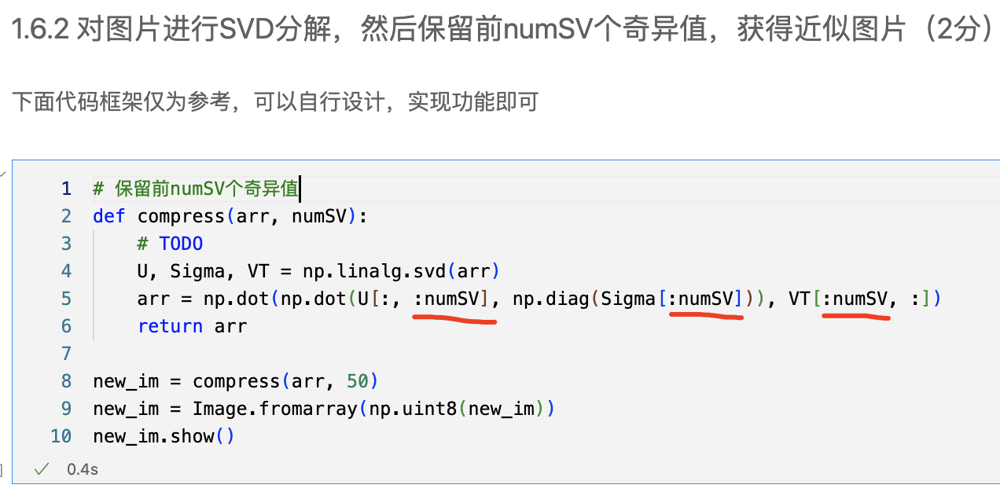 1.6.2 对图片进行SVD分解，然后保留前numSV个奇异值，获得近似图片（2分）
下面代码框架仅为参考，可以自行设计，实现功能即可
1 # 保留前numSV个奇异值
2 def compress(arr, numSV):
3     # TODO
4     U, Sigma, VT = np.linalg.svd(arr)
5     arr = np.dot(np.dot(U[:, :numSV], np.diag(Sigma[:numSV])), VT[:numSV, :])
6     return arr
7
8 new_im = compress(arr, 50)
9 new_im = Image.fromarray(np.uint8(new_im))
10 new_im.show()
] ✓ 0.4s